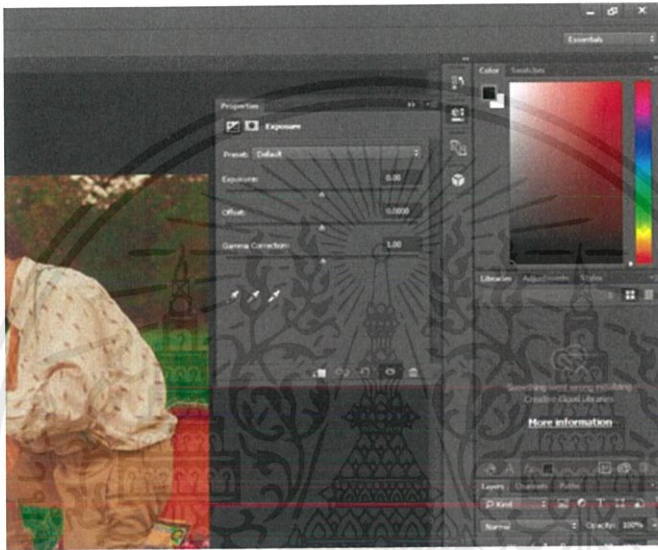 Essentials
Color Swatches
Properties
Exposure
Preset: Default
Exposure: 0.00
Offset: 0.0000
Gamma Correction: 1.00
Libraries Adjustments Styles
Something went wrong initializing
Creative Cloud Libraries
More information
Layers Channels Paths
Kind
Normal Opacity: 100%